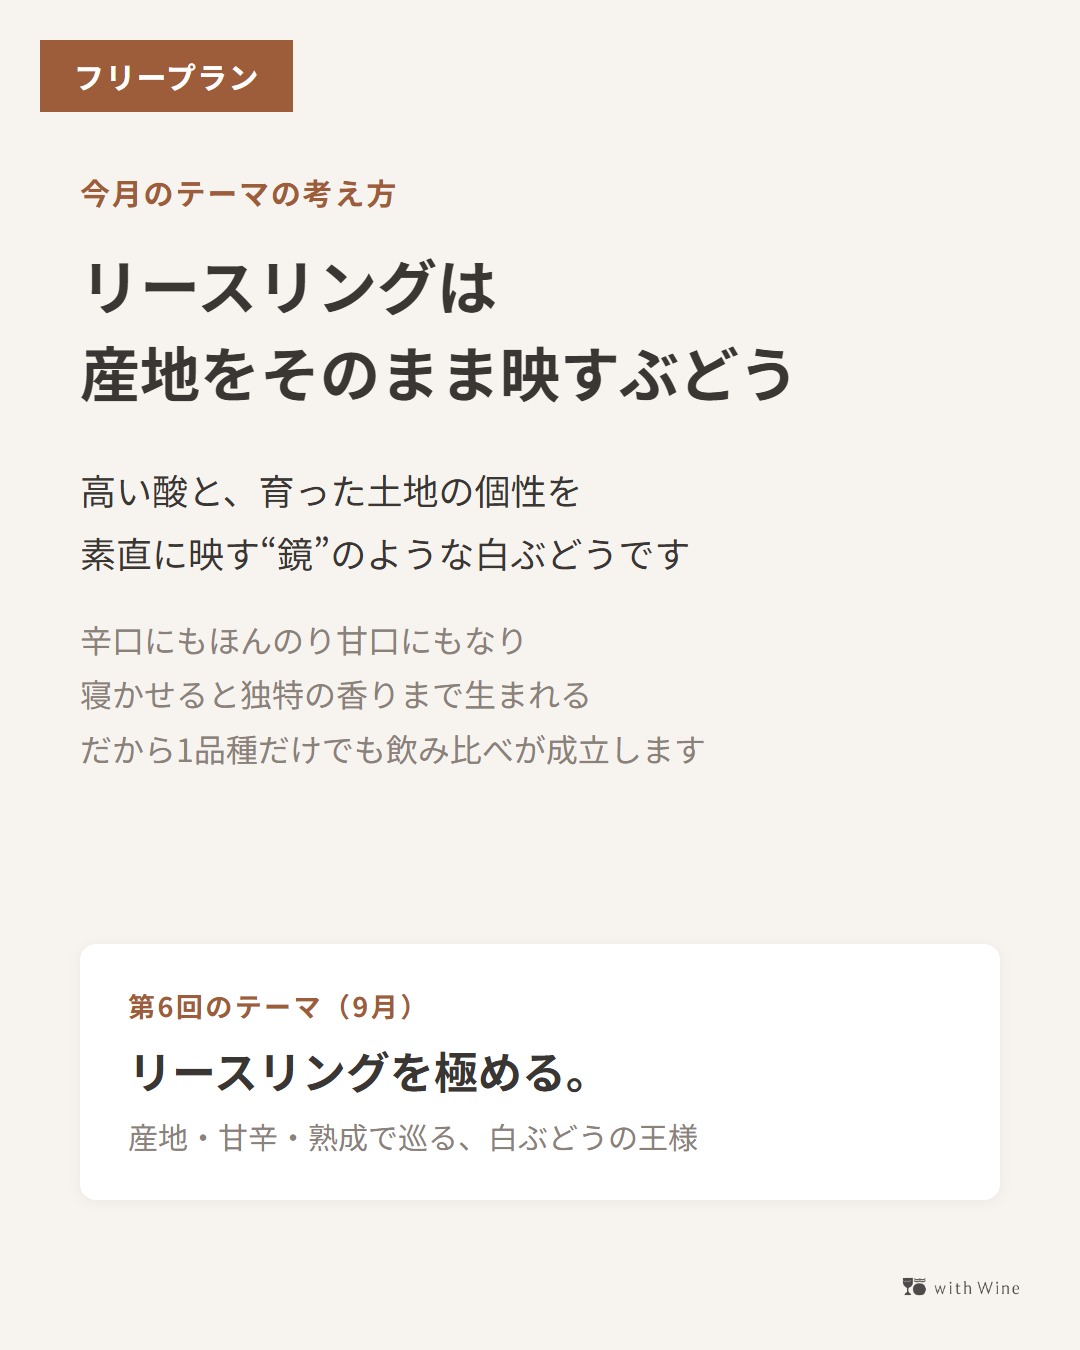 フリープラン
今月のテーマの考え方
リースリングは
産地をそのまま映すぶどう
高い酸と、育った土地の個性を
素直に映す“鏡”のような白ぶどうです
辛口にもほんのり甘口にもなり
寝かせると独特の香りまで生まれる
だから1品種だけでも飲み比べが成立します
第6回のテーマ（9月）
リースリングを極める。
産地・甘辛・熟成で巡る、白ぶどうの王様
with Wine